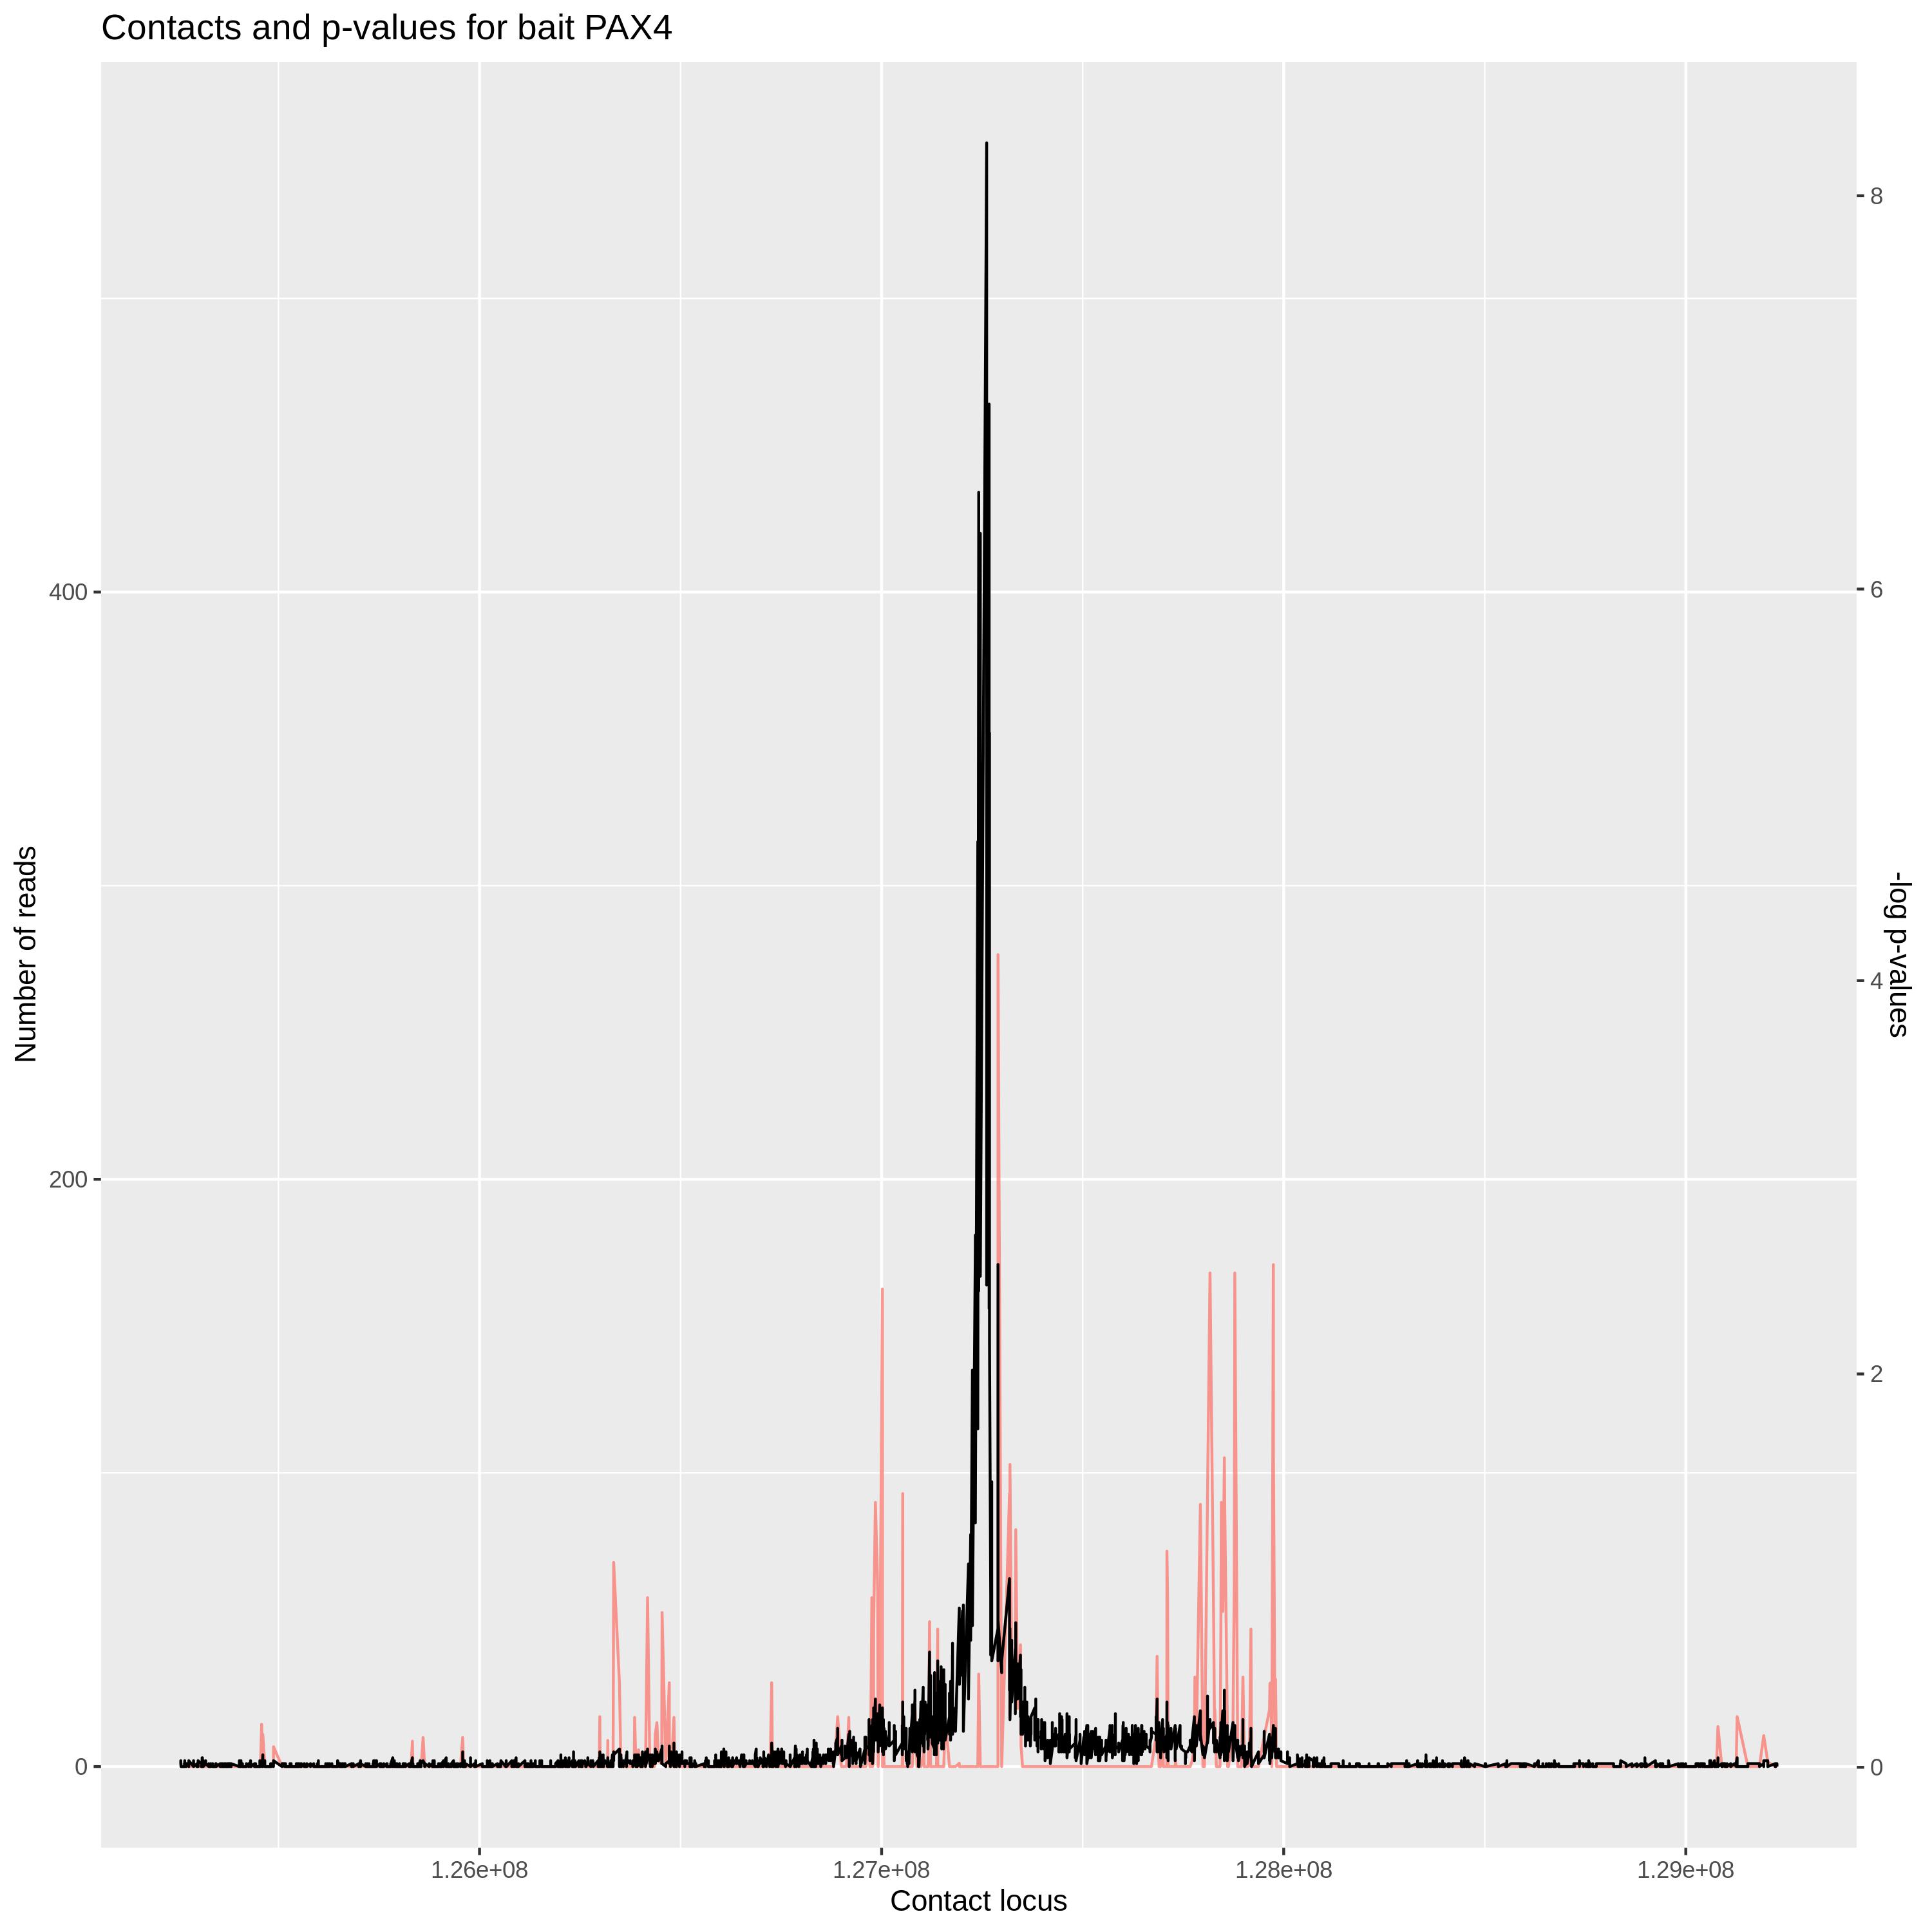 Contacts and p-values for bait PAX4
Number of reads
400
200
0
8
6
4
2
0
-log p-values
1.26e+08 1.27e+08 1.28e+08 1.29e+08
Contact locus